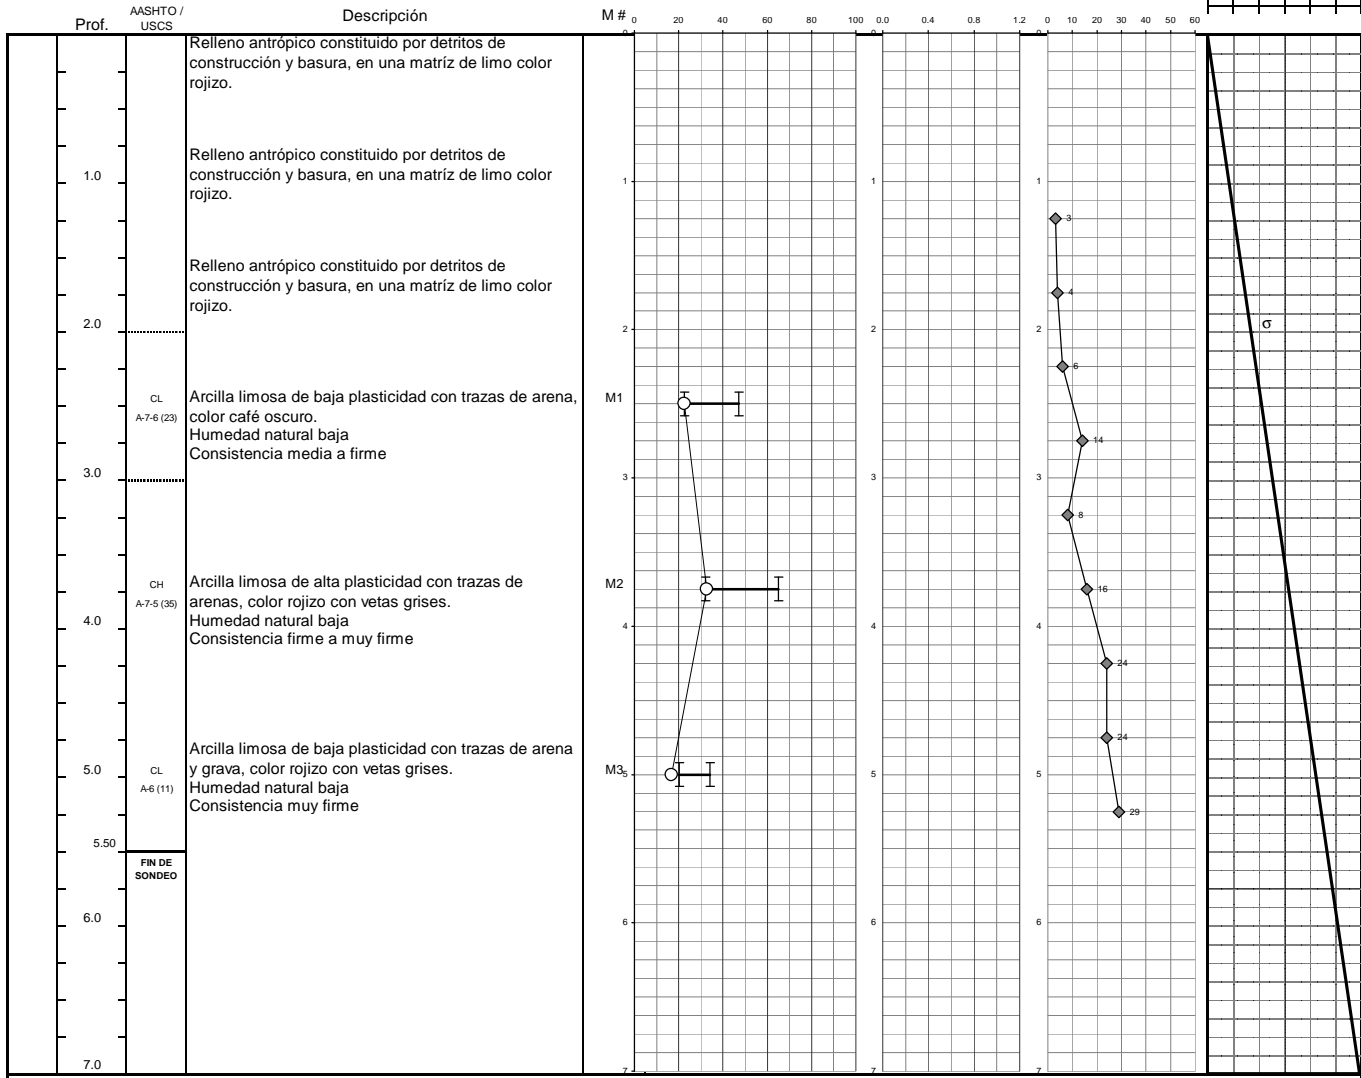 Prof.
AASHTO /
USCS
Descripción
M #
0 20 40 60 80 100
0.0 0.4 0.8 1.2
0 10 20 30 40 50 60
0 0 0
Relleno antrópico constituido por detritos de
construcción y basura, en una matríz de limo color
rojizo.
Relleno antrópico constituido por detritos de
construcción y basura, en una matríz de limo color
rojizo.
1.0
1 1 1
3
Relleno antrópico constituido por detritos de
construcción y basura, en una matríz de limo color
rojizo.
4
2.0
2 2 2
σ
6
CL
A-7-6 (23)
Arcilla limosa de baja plasticidad con trazas de arena,
color café oscuro.
Humedad natural baja
Consistencia media a firme
M1
14
3.0
3 3 3
8
CH
A-7-5 (35)
Arcilla limosa de alta plasticidad con trazas de
arenas, color rojizo con vetas grises.
Humedad natural baja
Consistencia firme a muy firme
M2
16
4.0
4 4 4
24
24
Arcilla limosa de baja plasticidad con trazas de arena
y grava, color rojizo con vetas grises.
Humedad natural baja
Consistencia muy firme
5.0
CL
A-6 (11)
M3
5 5 5
29
5.50
FIN DE
SONDEO
6.0
6 6 6
7.0
7 7 7